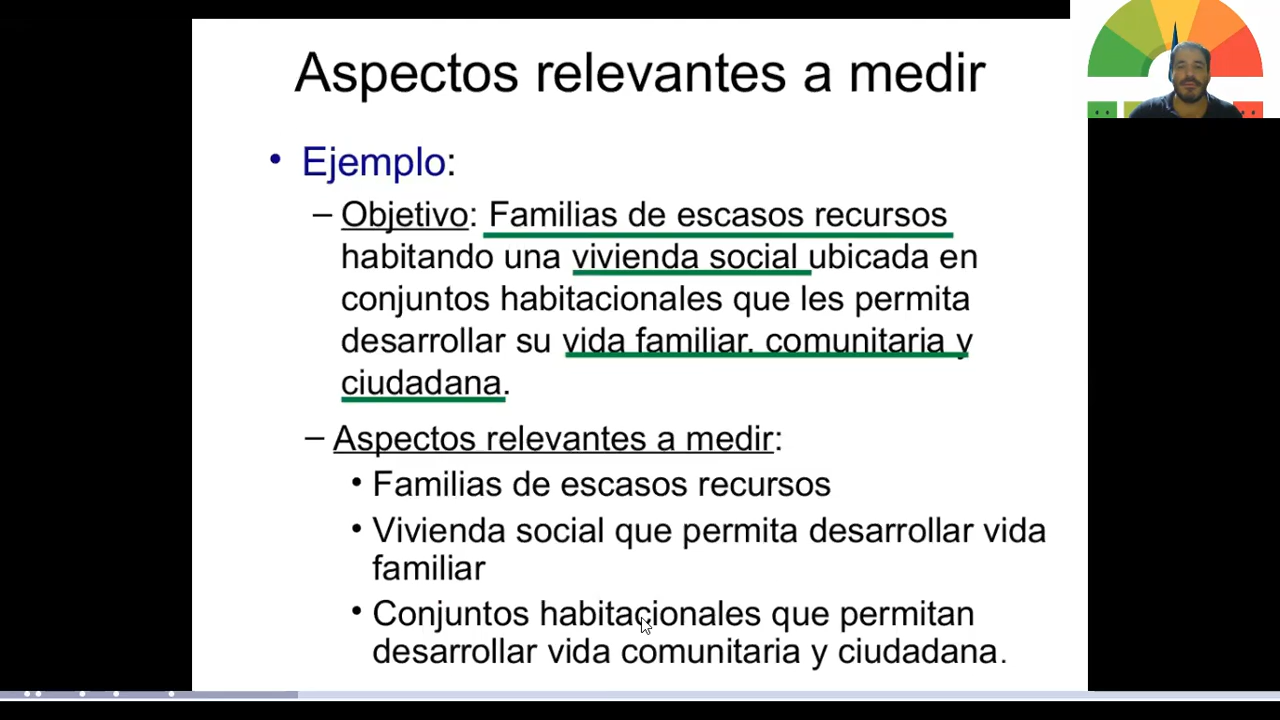 Aspectos relevantes a medir
• Ejemplo:
– Objetivo: Familias de escasos recursos
habitando una vivienda social ubicada en
conjuntos habitacionales que les permita
desarrollar su vida familiar, comunitaria y
ciudadana.
– Aspectos relevantes a medir:
• Familias de escasos recursos
• Vivienda social que permita desarrollar vida
familiar
• Conjuntos habitacionales que permitan
desarrollar vida comunitaria y ciudadana.